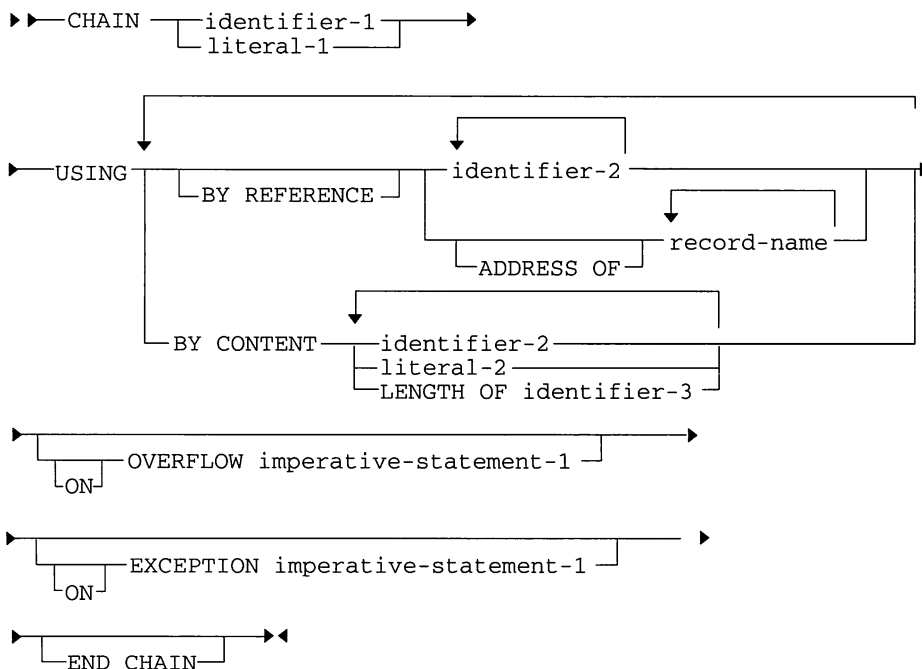 CHAIN identifier-1
literal-1
USING identifier-2
BY REFERENCE
record-name
ADDRESS OF
BY CONTENT identifier-2
literal-2
LENGTH OF identifier-3
OVERFLOW imperative-statement-1
ON
EXCEPTION imperative-statement-1
ON
END CHAIN